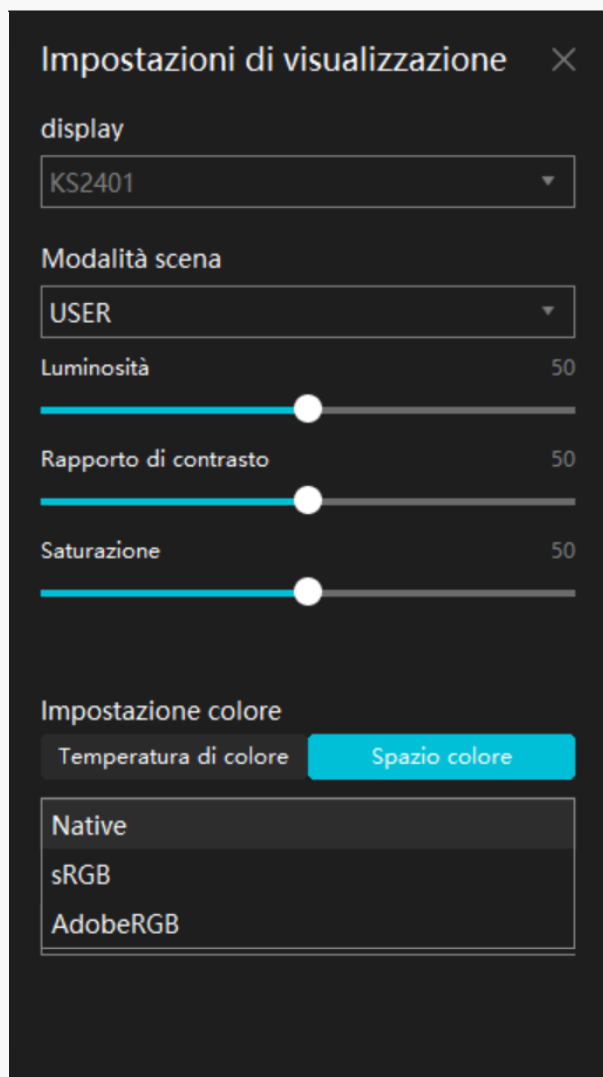 Impostazioni di visualizzazione
display
KS2401
Modalità scena
USER
Luminosità 50
Rapporto di contrasto 50
Saturazione 50
Impostazione colore
Temperatura di colore Spazio colore
Native
sRGB
AdobeRGB